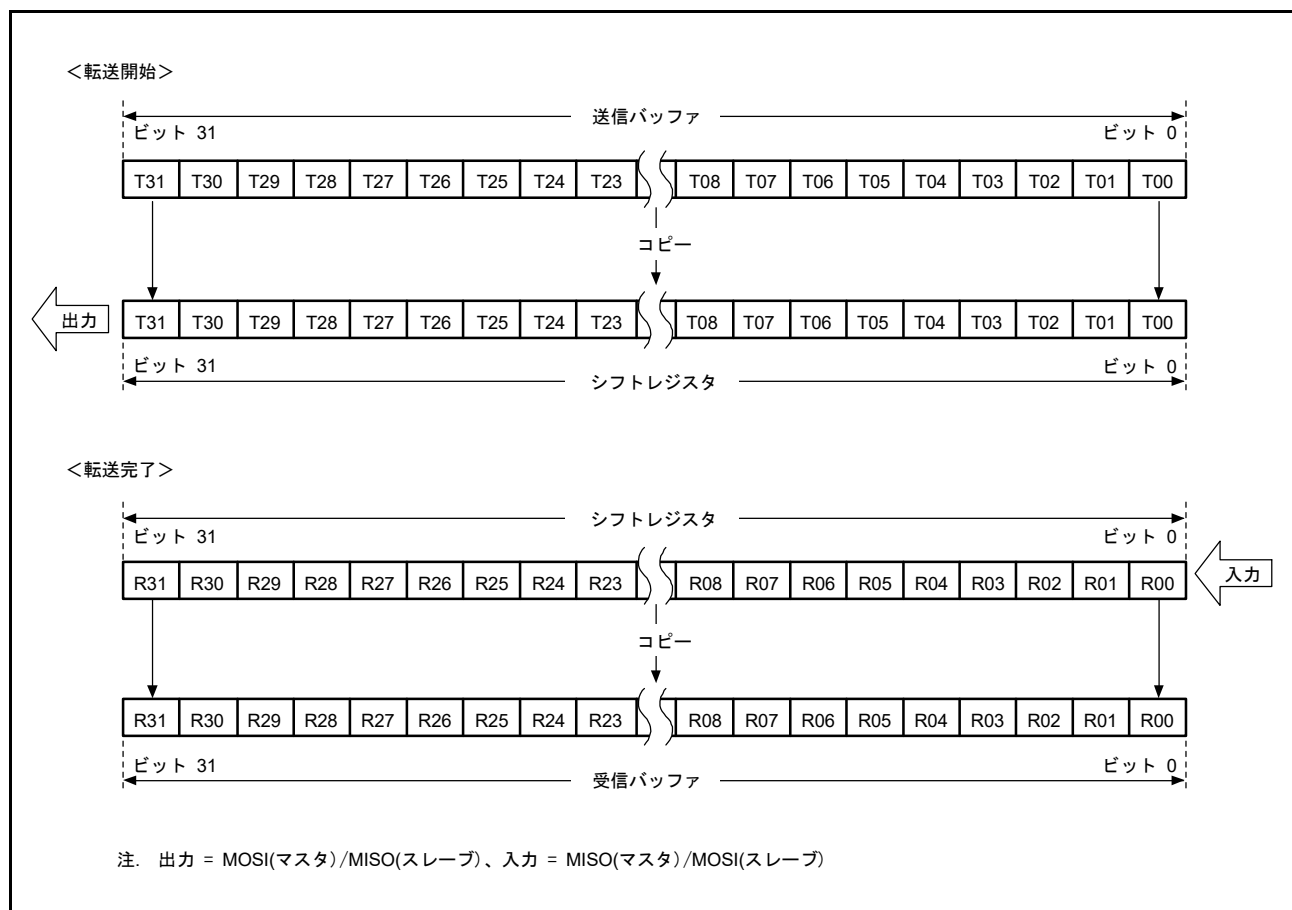 <転送開始>
送信バッファ
ビット 31 ビット 0
T31 T30 T29 T28 T27 T26 T25 T24 T23 T08 T07 T06 T05 T04 T03 T02 T01 T00
コピー
出力 T31 T30 T29 T28 T27 T26 T25 T24 T23 T08 T07 T06 T05 T04 T03 T02 T01 T00
ビット 31 ビット 0
シフトレジスタ
<転送完了>
シフトレジスタ
ビット 31 ビット 0
R31 R30 R29 R28 R27 R26 R25 R24 R23 R08 R07 R06 R05 R04 R03 R02 R01 R00 入力
コピー
R31 R30 R29 R28 R27 R26 R25 R24 R23 R08 R07 R06 R05 R04 R03 R02 R01 R00
ビット 31 ビット 0
受信バッファ
注. 出力 = MOSI(マスタ)/MISO(スレーブ)、入力 = MISO(マスタ)/MOSI(スレーブ)